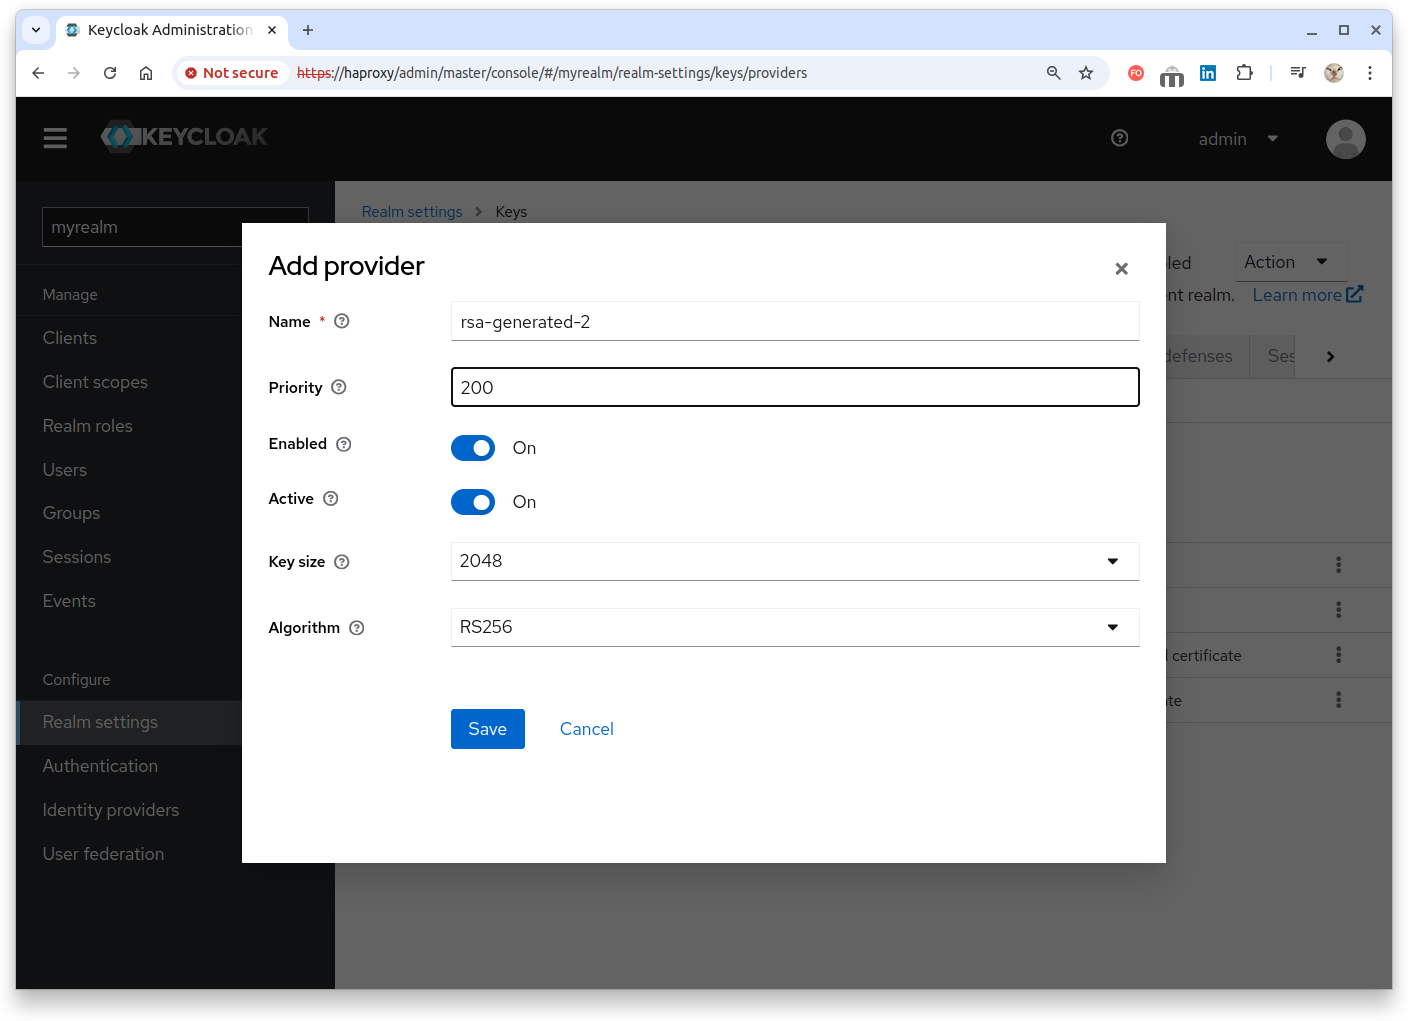 Keycloak Administration
Not secure https://haproxy/admin/master/console/#/myrealm/realm-settings/keys/providers
FO
in
KEYCLOAK
admin
myrealm
Realm settings
Keys
Action
nt realm. Learn more
Add provider
Name *
rsa-generated-2
Priority
200
Enabled
On
Active
On
Key size
2048
Algorithm
RS256
Save
Cancel
Manage
Clients
Client scopes
Realm roles
Users
Groups
Sessions
Events
Configure
Realm settings
Authentication
Identity providers
User federation
defenses
Ses
certificate